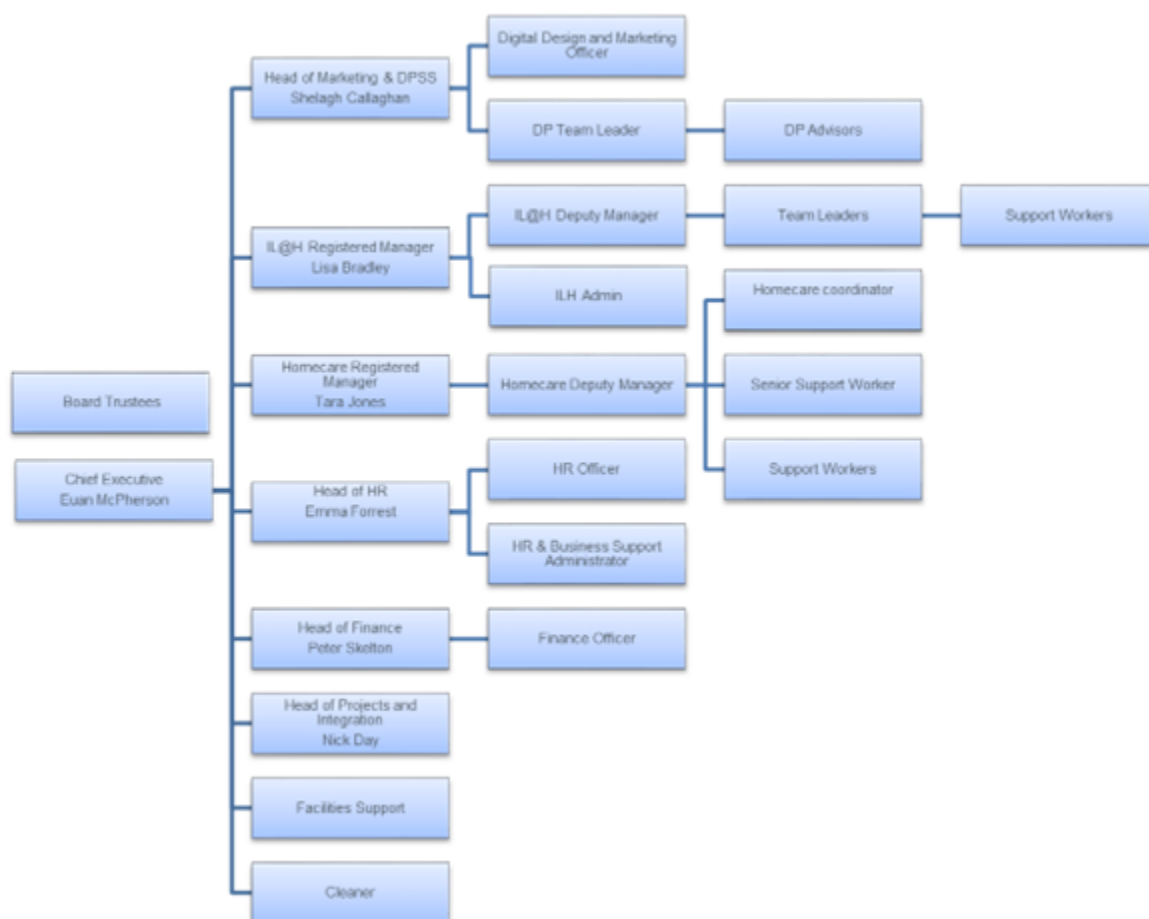 Digital Design and Marketing
Officer
Head of Marketing & DPSS
Shelagh Callaghan
DP Team Leader
DP Advisors
IL@H Deputy Manager
Team Leaders
Support Workers
IL@H Registered Manager
Lisa Bradley
ILH Admin
Homecare coordinator
Homecare Registered
Manager
Tara Jones
Homecare Deputy Manager
Senior Support Worker
Board Trustees
Support Workers
Chief Executive
Euan McPherson
HR Officer
Head of HR
Emma Forrest
HR & Business Support
Administrator
Head of Finance
Peter Skelton
Finance Officer
Head of Projects and
Integration
Nick Day
Facilities Support
Cleaner